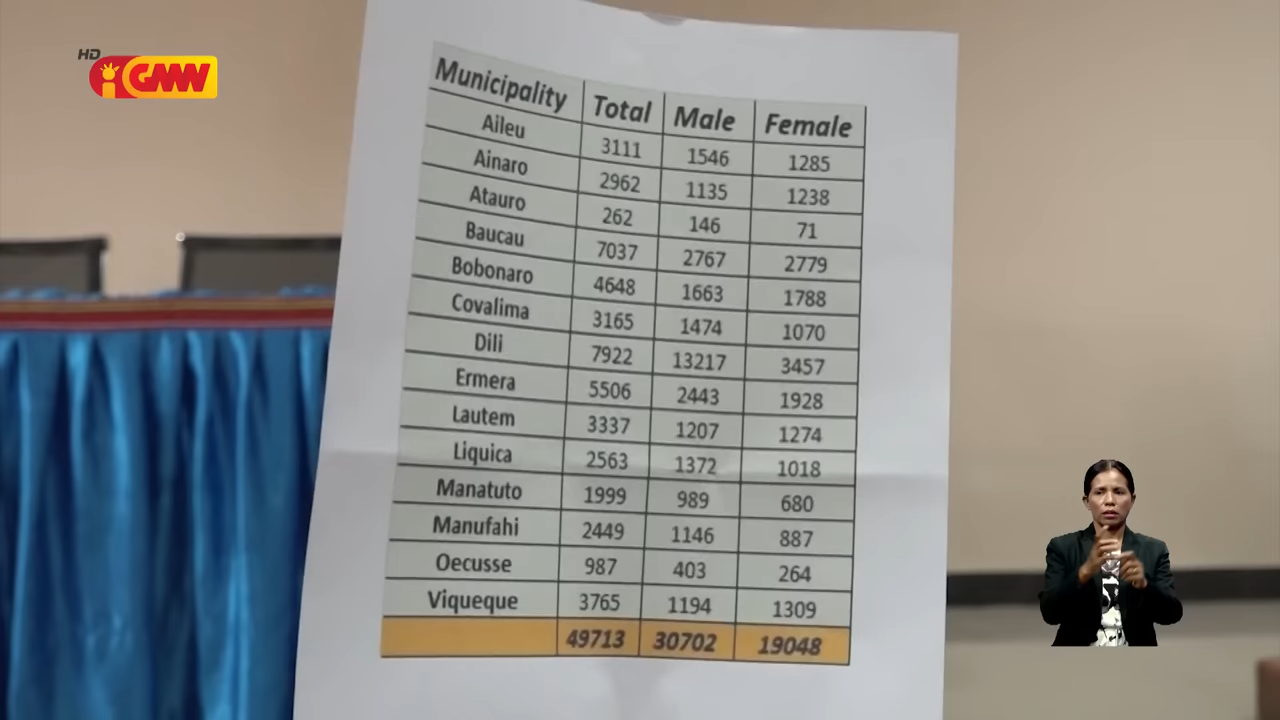 HD
GMW
Municipality Total Male Female
Aileu 3111 1546 1285
Ainaro 2962 1135 1238
Atauro 262 146 71
Baucau 7037 2767 2779
Bobonaro 4648 1663 1788
Covalima 3165 1474 1070
Dili 7922 13217 3457
Ermera 5506 2443 1928
Lautem 3337 1207 1274
Liquica 2563 1372 1018
Manatuto 1999 989 680
Manufahi 2449 1146 887
Oecusse 987 403 264
Viqueque 3765 1194 1309
49713 30702 19048